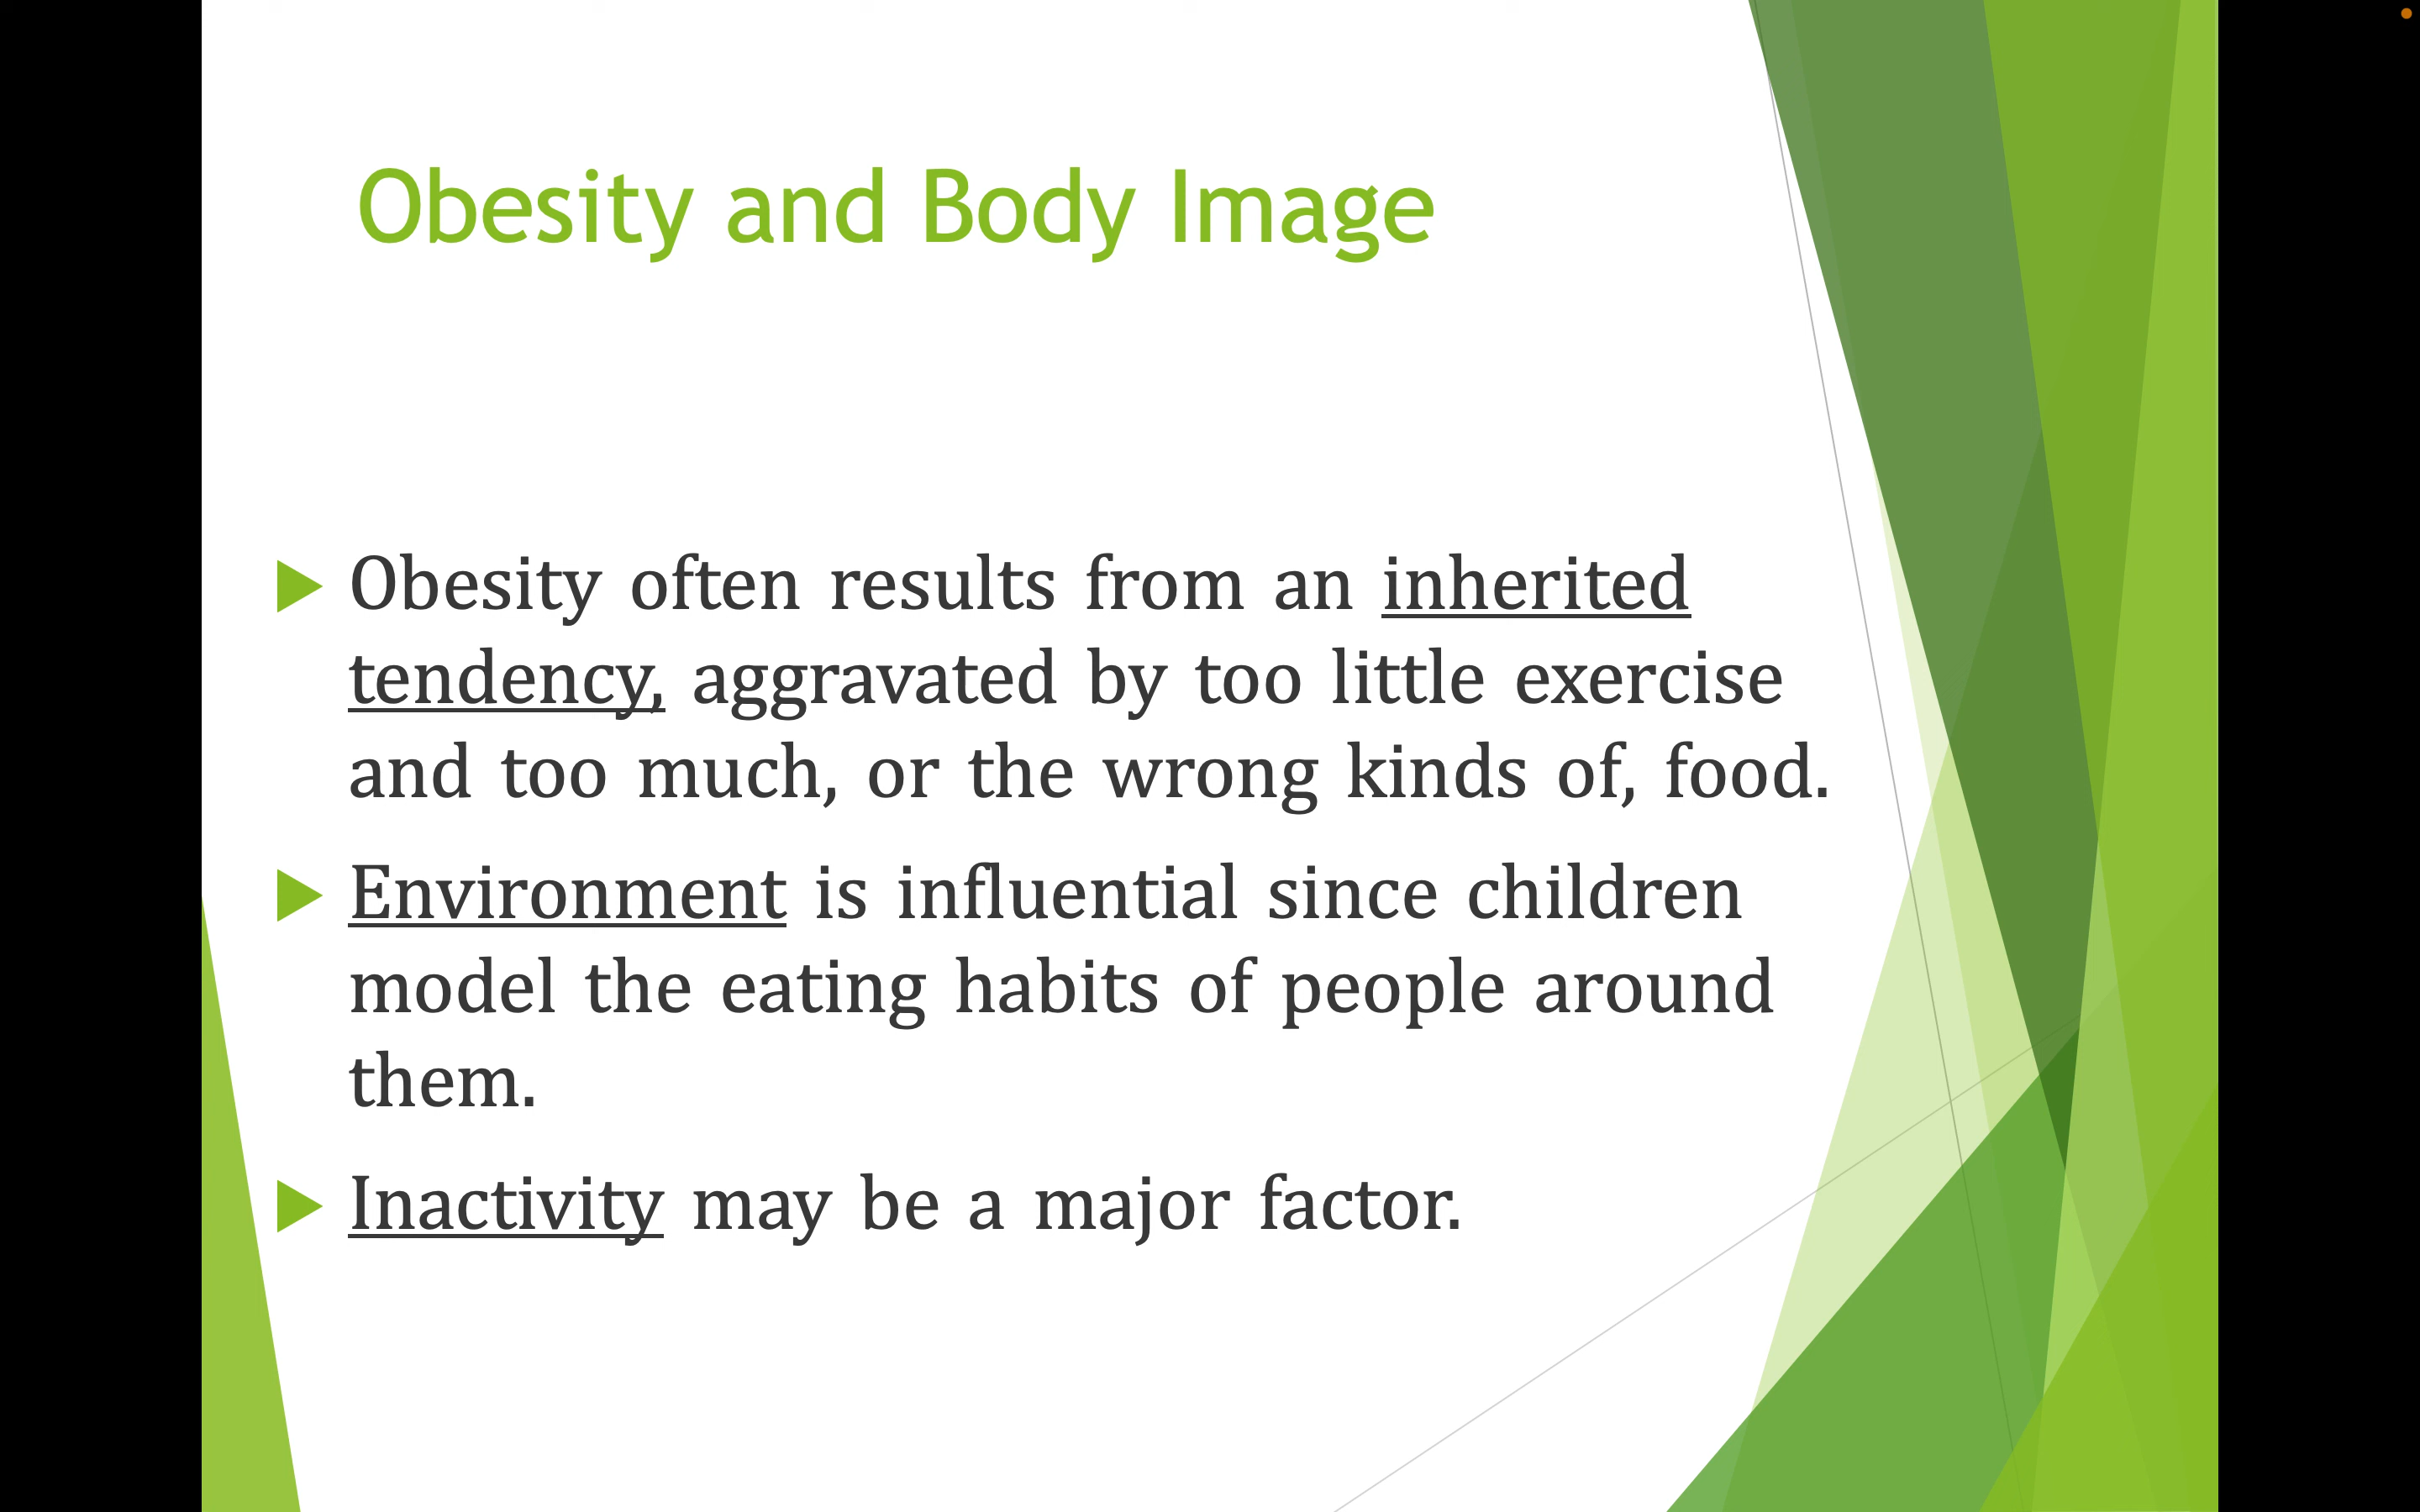 Obesity and Body Image
Obesity often results from an inherited
tendency, aggravated by too little exercise
and too much, or the wrong kinds of, food.
Environment is influential since children
model the eating habits of people around
them.
Inactivity may be a major factor.